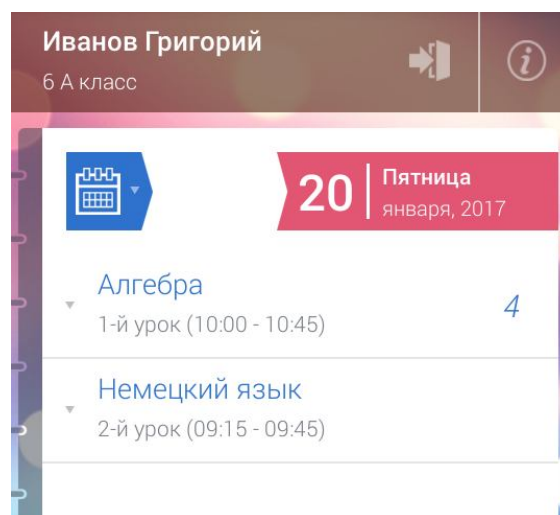 Иванов Григорий
6 А класс
20
Пятница
января, 2017
Алгебра
1-й урок (10:00 - 10:45)
4
Немецкий язык
2-й урок (09:15 - 09:45)